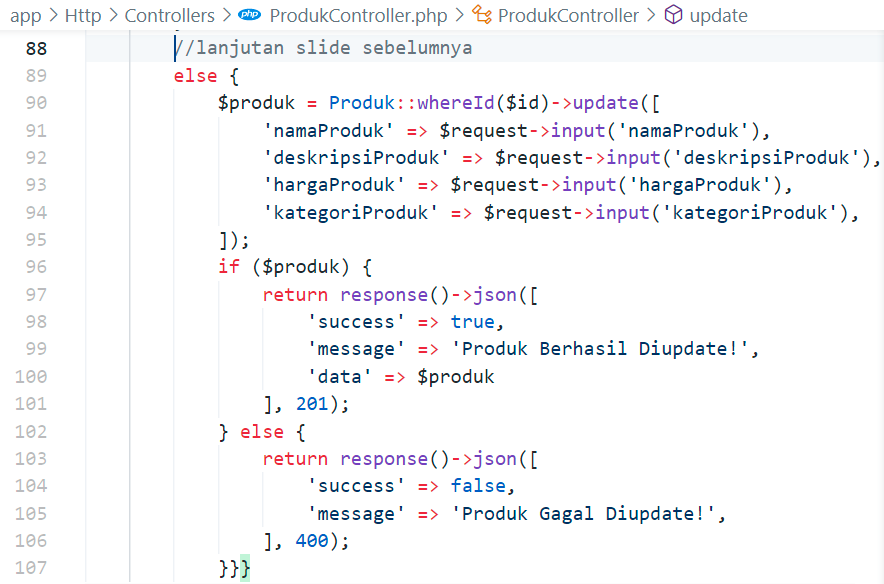 app > Http > Controllers > php ProdukController.php > ProdukController > update
88 //lanjutan slide sebelumnya
89 else {
90 $produk = Produk::whereId($id)->update([
91 'namaProduk' => $request->input('namaProduk'),
92 'deskripsiProduk' => $request->input('deskripsiProduk'),
93 'hargaProduk' => $request->input('hargaProduk'),
94 'kategoriProduk' => $request->input('kategoriProduk'),
95 ]);
96 if ($produk) {
97 return response()->json([
98 'success' => true,
99 'message' => 'Produk Berhasil Diupdate!',
100 'data' => $produk
101 ], 201);
102 } else {
103 return response()->json([
104 'success' => false,
105 'message' => 'Produk Gagal Diupdate!',
106 ], 400);
107 }}}